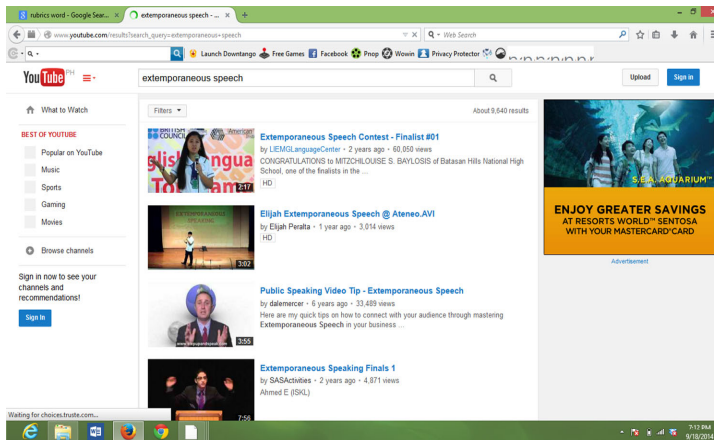 rubrics word - Google Sear...
extemporaneous speech - ...
www.youtube.com/results?search_query=extemporaneous+speech
Web Search
Launch Downtango
Free Games
Facebook
Pnop
Wowin
Privacy Protector
YouTube PH
extemporaneous speech
Upload
Sign in
What to Watch
BEST OF YOUTUBE
Popular on YouTube
Music
Sports
Gaming
Movies
Browse channels
Sign in now to see your
channels and
recommendations!
Sign In
Filters
About 9,640 results
BRITISH COUNCIL
American
2:17
Extemporaneous Speech Contest - Finalist #01
by LIEMGLanguageCenter • 2 years ago • 60,050 views
CONGRATULATIONS to MITZCHLOUISE S. BAYLOSIS of Batasan Hills National High
School, one of the finalists in the ...
HD
EXTEMPORANEOUS
SPEAKING
3:02
Elijah Extemporaneous Speech @ Ateneo.AVI
by Elijah Peralta • 1 year ago • 3,014 views
HD
3:55
Public Speaking Video Tip - Extemporaneous Speech
by dalemercer • 6 years ago • 33,489 views
Here are my quick tips on how to connect with your audience through mastering
Extemporaneous Speech in your business ...
7:56
Extemporaneous Speaking Finals 1
by SASActivities • 2 years ago • 4,871 views
Ahmed E (ISKL)
S.E.A. AQUARIUM™
ENJOY GREATER SAVINGS
AT RESORTS WORLD™ SENTOSA
WITH YOUR MASTERCARD® CARD
Advertisement
Waiting for choices.truste.com...
7:12 PM
9/18/2014